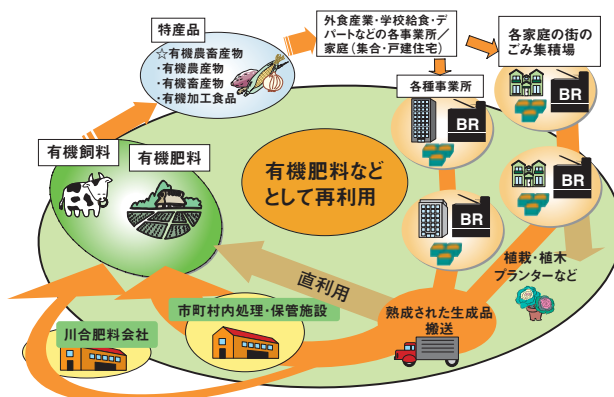 特産品
☆有機農畜産物
・有機農産物
・有機畜産物
・有機加工食品
外食産業・学校給食・デ
パートなどの各事業所／
家庭（集合・戸建住宅）
各家庭の街の
ごみ集積場
各種事業所
BR
BR
BR
BR
有機飼料
有機肥料
有機肥料など
として再利用
植栽・植木
プランターなど
直利用
熟成された生成品
搬送
市町村内処理・保管施設
川合肥料会社